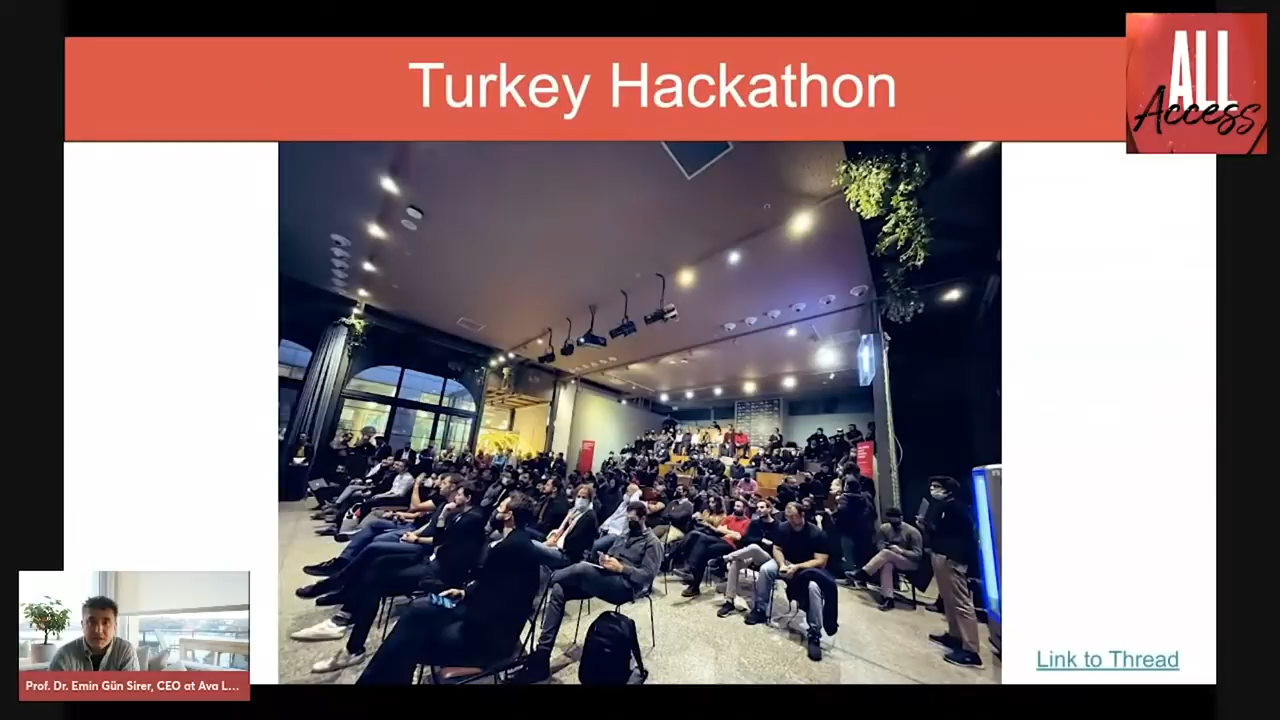 Turkey Hackathon
ALL
Access
Link to Thread
Prof. Dr. Emin Gün Sirer, CEO at Ava L...